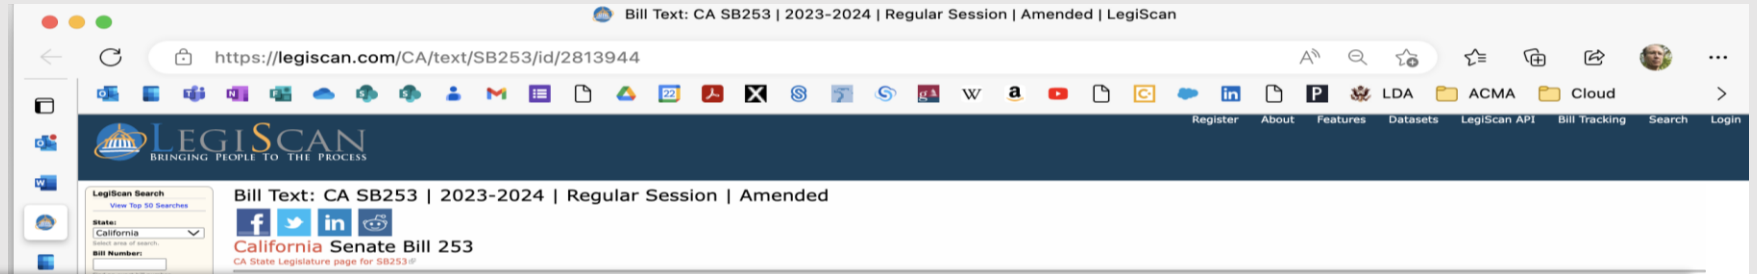 Bill Text: CA SB253 | 2023-2024 | Regular Session | Amended | LegiScan
https://legiscan.com/CA/text/SB253/id/2813944
LDA ACMA Cloud
Register About Features Datasets LegiScan API Bill Tracking Search Login
LEGISCAN
BRINGING PEOPLE TO THE PROCESS
LegiScan Search
View Top 50 Searches
State:
California
Select area of search.
Bill Number:
Bill Text: CA SB253 | 2023-2024 | Regular Session | Amended
California Senate Bill 253
CA State Legislature page for SB253